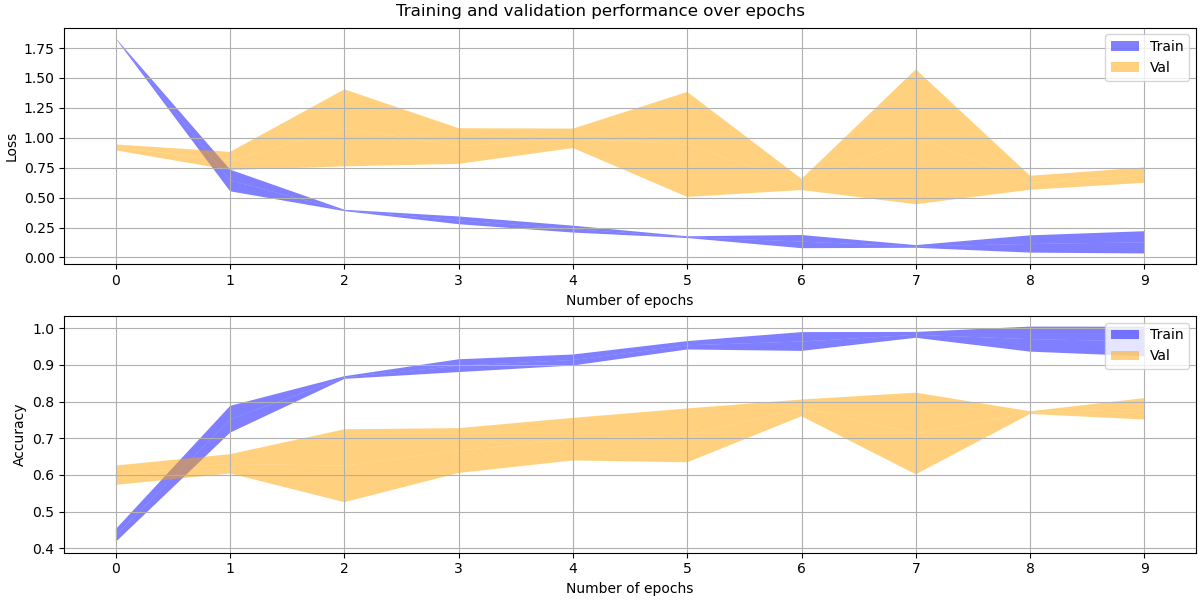 Training and validation performance over epochs
Loss
1.75
1.50
1.25
1.00
0.75
0.50
0.25
0.00
Train
Val
0 1 2 3 4 5 6 7 8 9
Number of epochs
Accuracy
1.0
0.9
0.8
0.7
0.6
0.5
0.4
Train
Val
0 1 2 3 4 5 6 7 8 9
Number of epochs